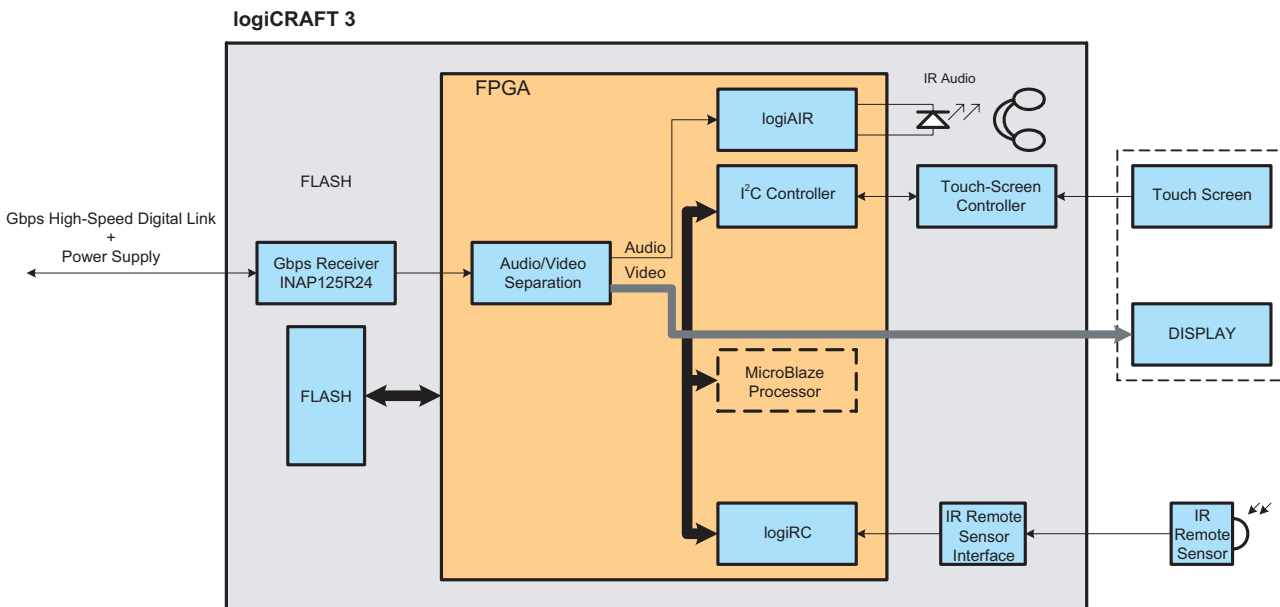 logiCRAFT 3
FPGA
IR Audio
logiAIR
FLASH
I²C Controller
Touch-Screen
Controller
Touch Screen
Gbps High-Speed Digital Link
+
Power Supply
Gbps Receiver
INAP125R24
Audio/Video
Separation
Audio
Video
DISPLAY
MicroBlaze
Processor
FLASH
logiRC
IR Remote
Sensor
Interface
IR
Remote
Sensor